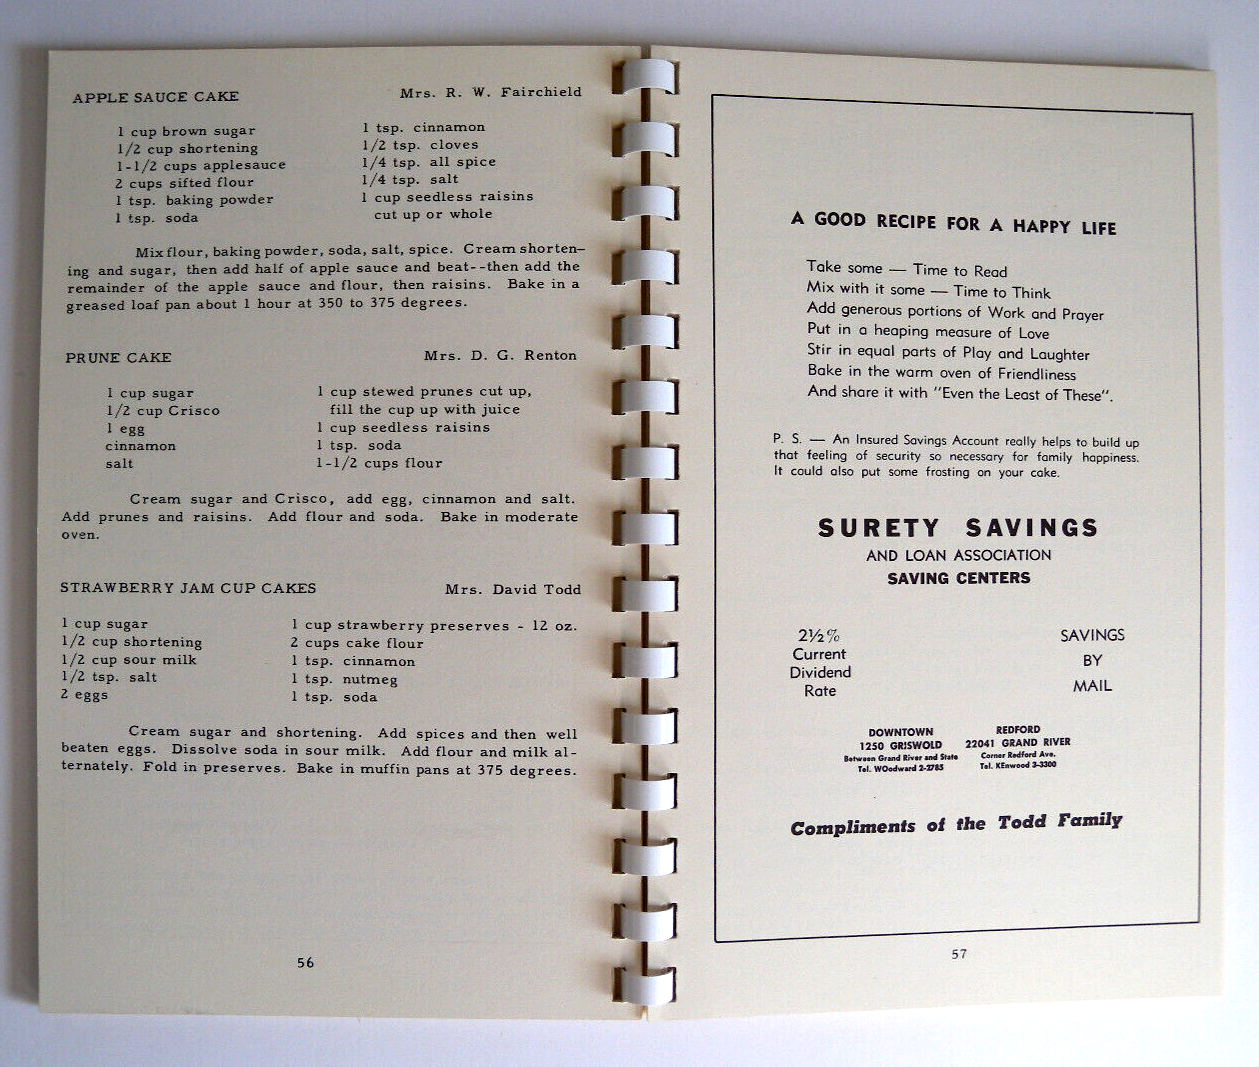 APPLE SAUCE CAKE Mrs. R. W. Fairchield
1 cup brown sugar
1/2 cup shortening
1-1/2 cups applesauce
2 cups sifted flour
1 tsp. baking powder
1 tsp. soda
1 tsp. cinnamon
1/2 tsp. cloves
1/4 tsp. all spice
1/4 tsp. salt
1 cup seedless raisins
cut up or whole
Mix flour, baking powder, soda, salt, spice. Cream shorten-
ing and sugar, then add half of apple sauce and beat--then add the
remainder of the apple sauce and flour, then raisins. Bake in a
greased loaf pan about 1 hour at 350 to 375 degrees.
PRUNE CAKE Mrs. D. G. Renton
1 cup sugar
1/2 cup Crisco
1 egg
cinnamon
salt
1 cup stewed prunes cut up,
fill the cup up with juice
1 cup seedless raisins
1 tsp. soda
1-1/2 cups flour
Cream sugar and Crisco, add egg, cinnamon and salt.
Add prunes and raisins. Add flour and soda. Bake in moderate
oven.
STRAWBERRY JAM CUP CAKES Mrs. David Todd
1 cup sugar
1/2 cup shortening
1/2 cup sour milk
1/2 tsp. salt
2 eggs
1 cup strawberry preserves - 12 oz.
2 cups cake flour
1 tsp. cinnamon
1 tsp. nutmeg
1 tsp. soda
Cream sugar and shortening. Add spices and then well
beaten eggs. Dissolve soda in sour milk. Add flour and milk al-
ternately. Fold in preserves. Bake in muffin pans at 375 degrees.
56
A GOOD RECIPE FOR A HAPPY LIFE
Take some — Time to Read
Mix with it some — Time to Think
Add generous portions of Work and Prayer
Put in a heaping measure of Love
Stir in equal parts of Play and Laughter
Bake in the warm oven of Friendliness
And share it with "Even the Least of These".
P. S. — An Insured Savings Account really helps to build up
that feeling of security so necessary for family happiness.
It could also put some frosting on your cake.
SURETY SAVINGS
AND LOAN ASSOCIATION
SAVING CENTERS
2½%
Current
Dividend
Rate
SAVINGS
BY
MAIL
DOWNTOWN
1250 GRISWOLD
Between Grand River and State
Tel. WOodward 2-2785
REDFORD
22041 GRAND RIVER
Corner Redford Ave.
Tel. KEnwood 3-3300
Compliments of the Todd Family
57